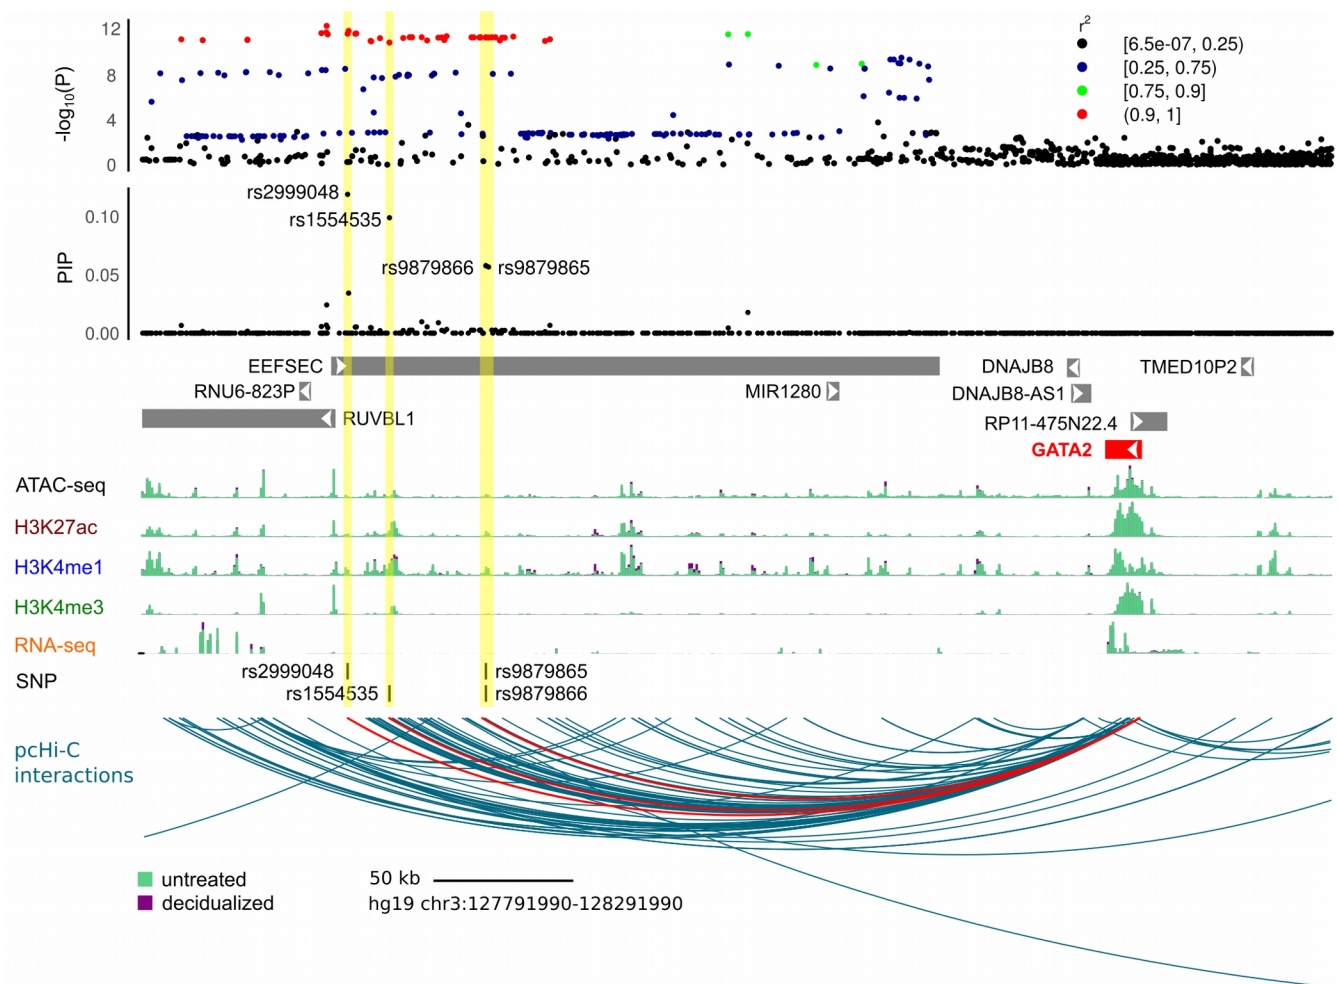 12
8
4
0
-log10(P)
r2
[6.5e-07, 0.25)
[0.25, 0.75)
[0.75, 0.9]
(0.9, 1]
0.10
0.05
0.00
PIP
rs2999048
rs1554535
rs9879866 rs9879865
EEFSEC DNAJB8 TMED10P2
RNU6-823P MIR1280 DNAJB8-AS1
RUVBL1 RP11-475N22.4
GATA2
ATAC-seq
H3K27ac
H3K4me1
H3K4me3
RNA-seq
SNP
rs2999048 rs9879865
rs1554535 rs9879866
pcHi-C
interactions
untreated 50 kb
decidualized hg19 chr3:127791990-128291990